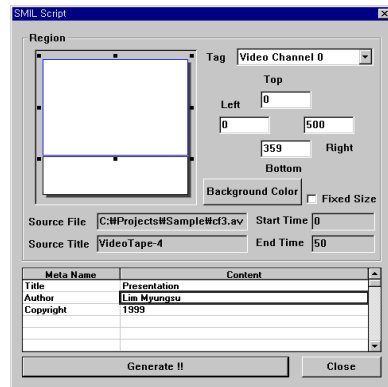 SMIL Script
Region
Tag Video Channel 0
Top
Left 0
0 500
359 Right
Bottom
Background Color Fixed Size
Source File C:₩Projects₩Sample₩cf3.av Start Time 0
Source Title VideoTape-4 End Time 50
Meta Name Content
Title Presentation
Author Lim Myungsu
Copyright 1999
Generate !! Close